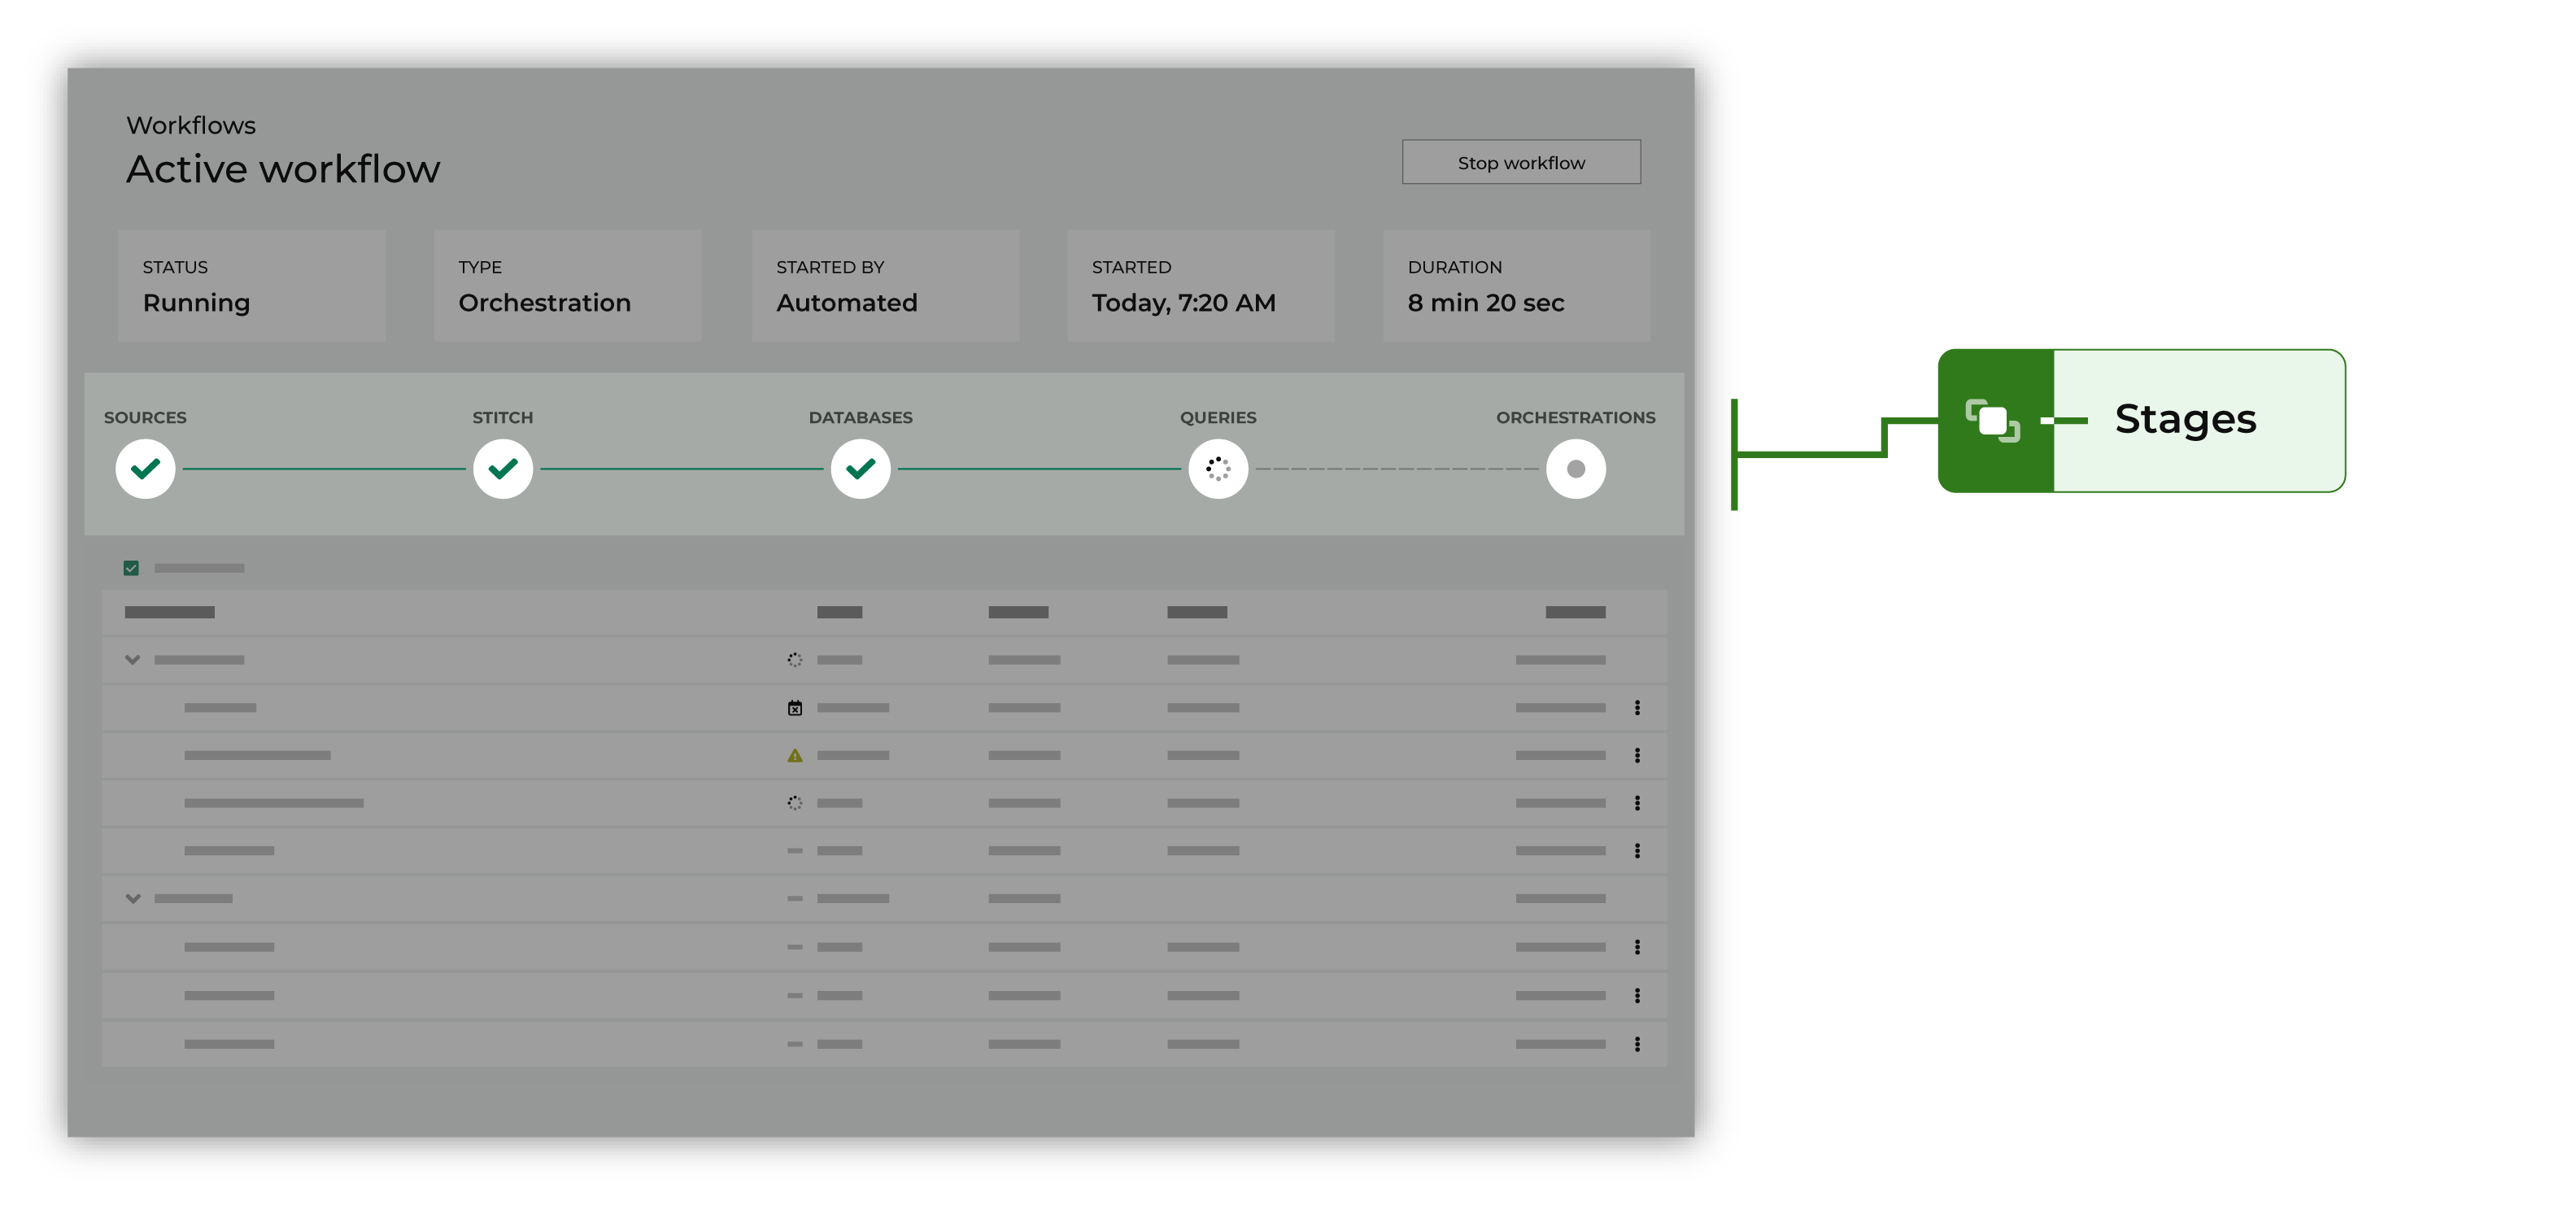 Workflows
Active workflow
Stop workflow
STATUS
Running
TYPE
Orchestration
STARTED BY
Automated
STARTED
Today, 7:20 AM
DURATION
8 min 20 sec
SOURCES
STITCH
DATABASES
QUERIES
ORCHESTRATIONS
Stages